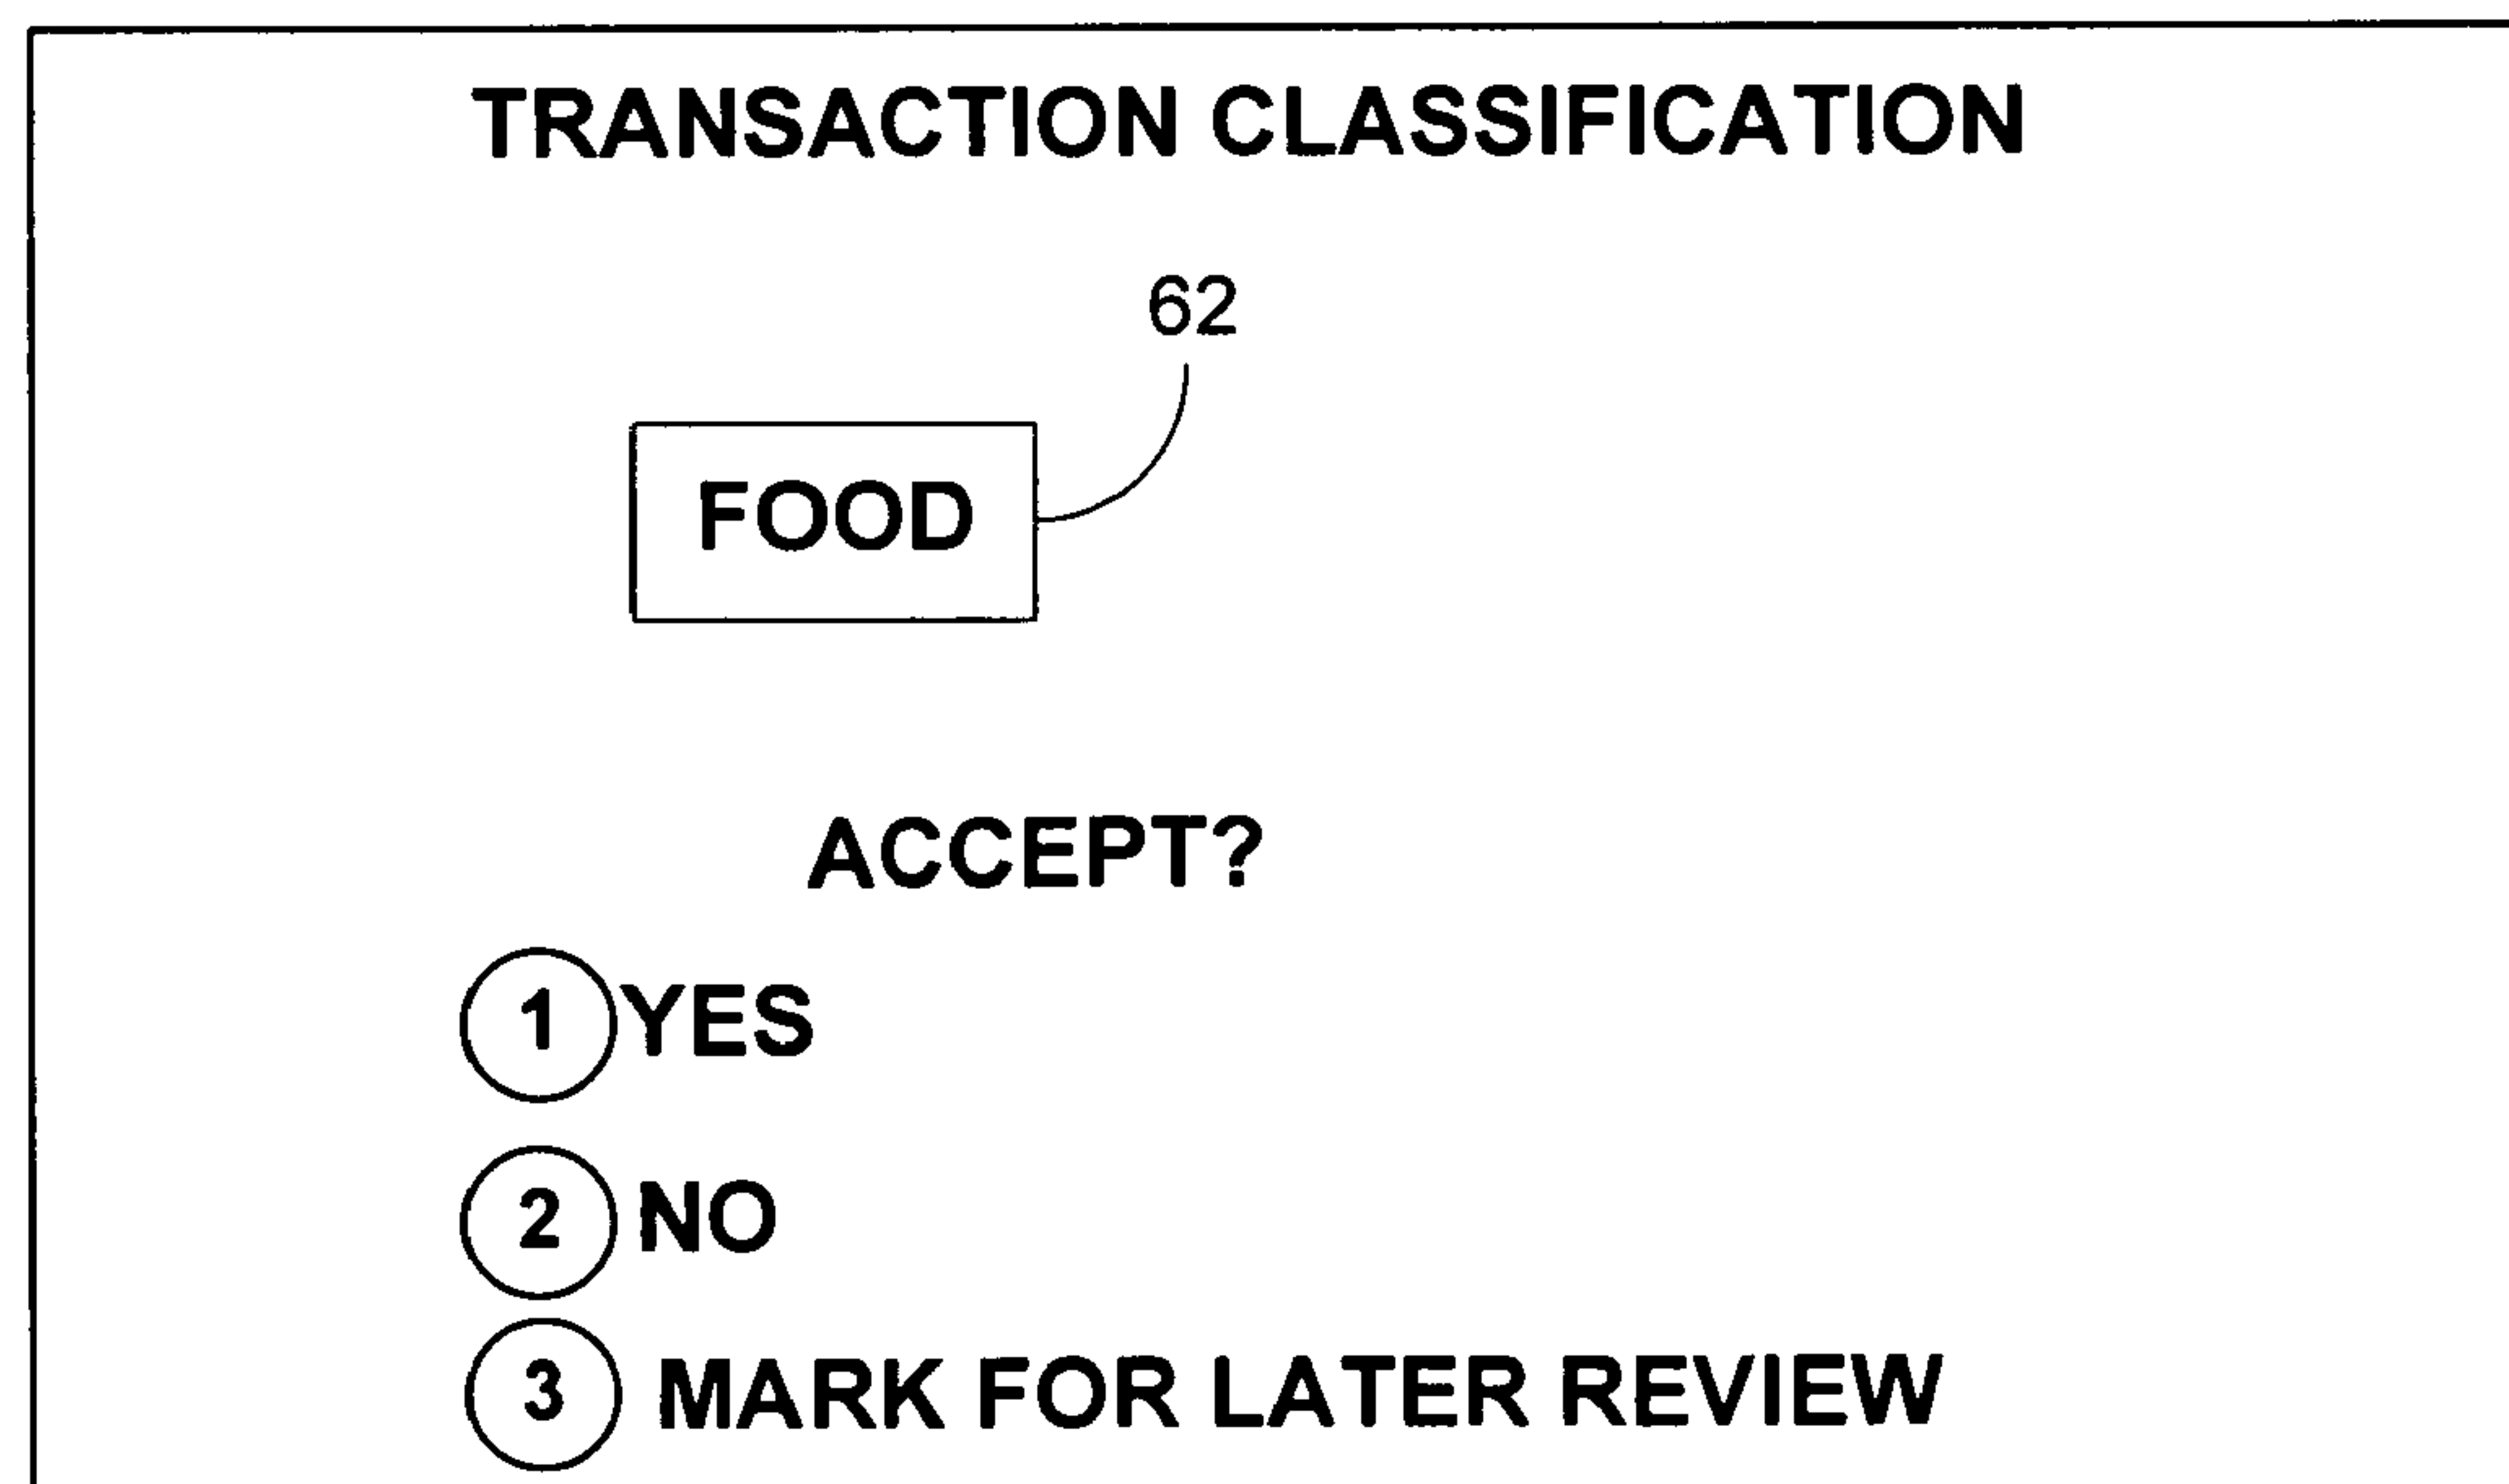 TRANSACTION CLASSIFICATION
62
FOOD
ACCEPT?
1 YES
2 NO
3 MARK FOR LATER REVIEW